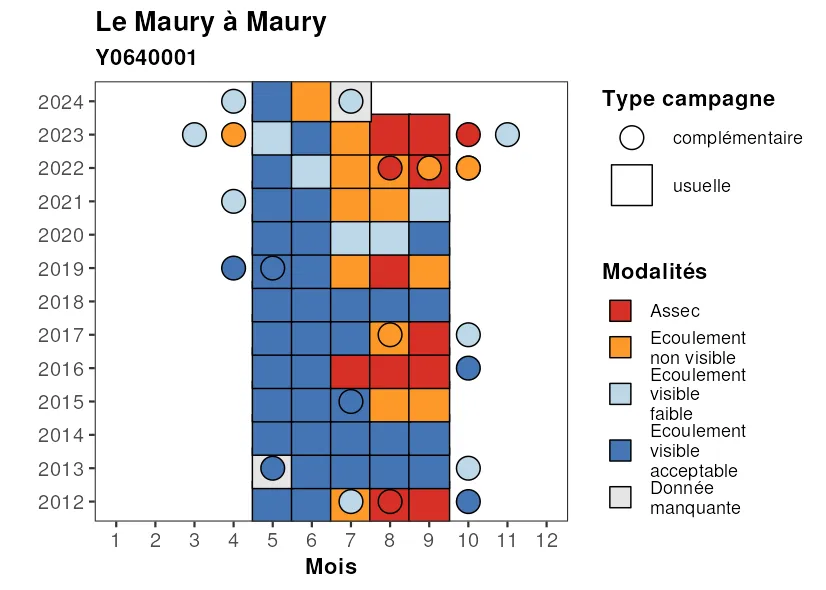 Le Maury à Maury
Y0640001
2024
2023
2022
2021
2020
2019
2018
2017
2016
2015
2014
2013
2012
1 2 3 4 5 6 7 8 9 10 11 12
Mois
Type campagne
complémentaire
usuelle
Modalités
Assec
Ecoulement
non visible
Ecoulement
visible
faible
Ecoulement
visible
acceptable
Donnée
manquante